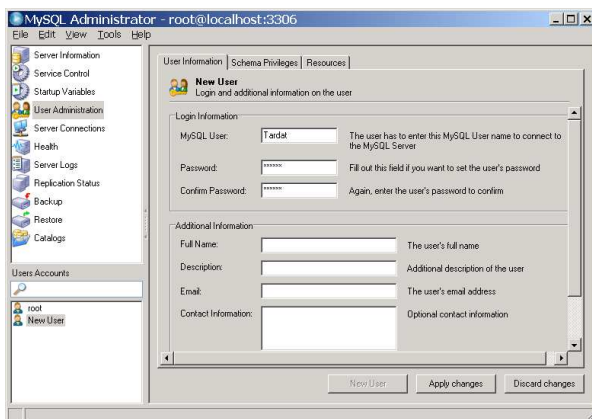 MySQL Administrator - root@localhost:3306
File Edit View Tools Help
Server Information
Service Control
Startup Variables
User Administration
Server Connections
Health
Server Logs
Replication Status
Backup
Restore
Catalogs
Users Accounts
root
New User
User Information Schema Privileges Resources
New User
Login and additional information on the user
Login Information
MySQL User: Tardat The user has to enter this MySQL User name to connect to
the MySQL Server
Password: ****** Fill out this field if you want to set the user's password
Confirm Password: ****** Again, enter the user's password to confirm
Additional Information
Full Name: The user's full name
Description: Additional description of the user
Email: The user's email address
Contact Information: Optional contact information
New User Apply changes Discard changes